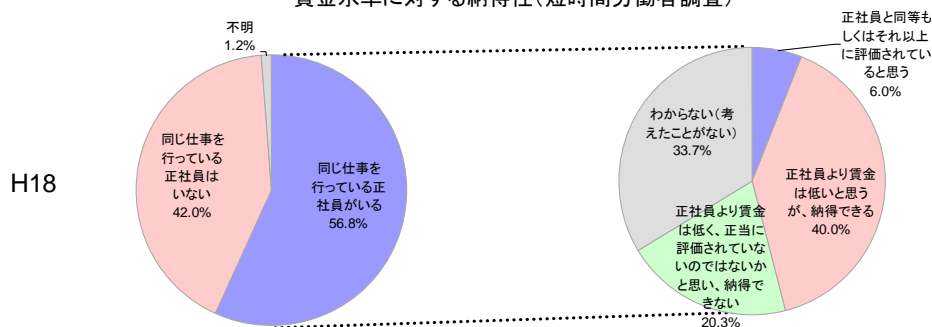 賃金水準に対する納得性（短時間労働者調査）
H18
不明
1.2%
同じ仕事を
行っている
正社員は
いない
42.0%
同じ仕事を
行っている正
社員がいる
56.8%
正社員と同等も
しくはそれ以上
に評価されてい
ると思う
6.0%
わからない（考
えたことがない）
33.7%
正社員より賃金
は低いと思う
が、納得できる
40.0%
正社員より賃金
は低く、正当に
評価されていな
いのではないか
と思い、納得で
きない
20.3%